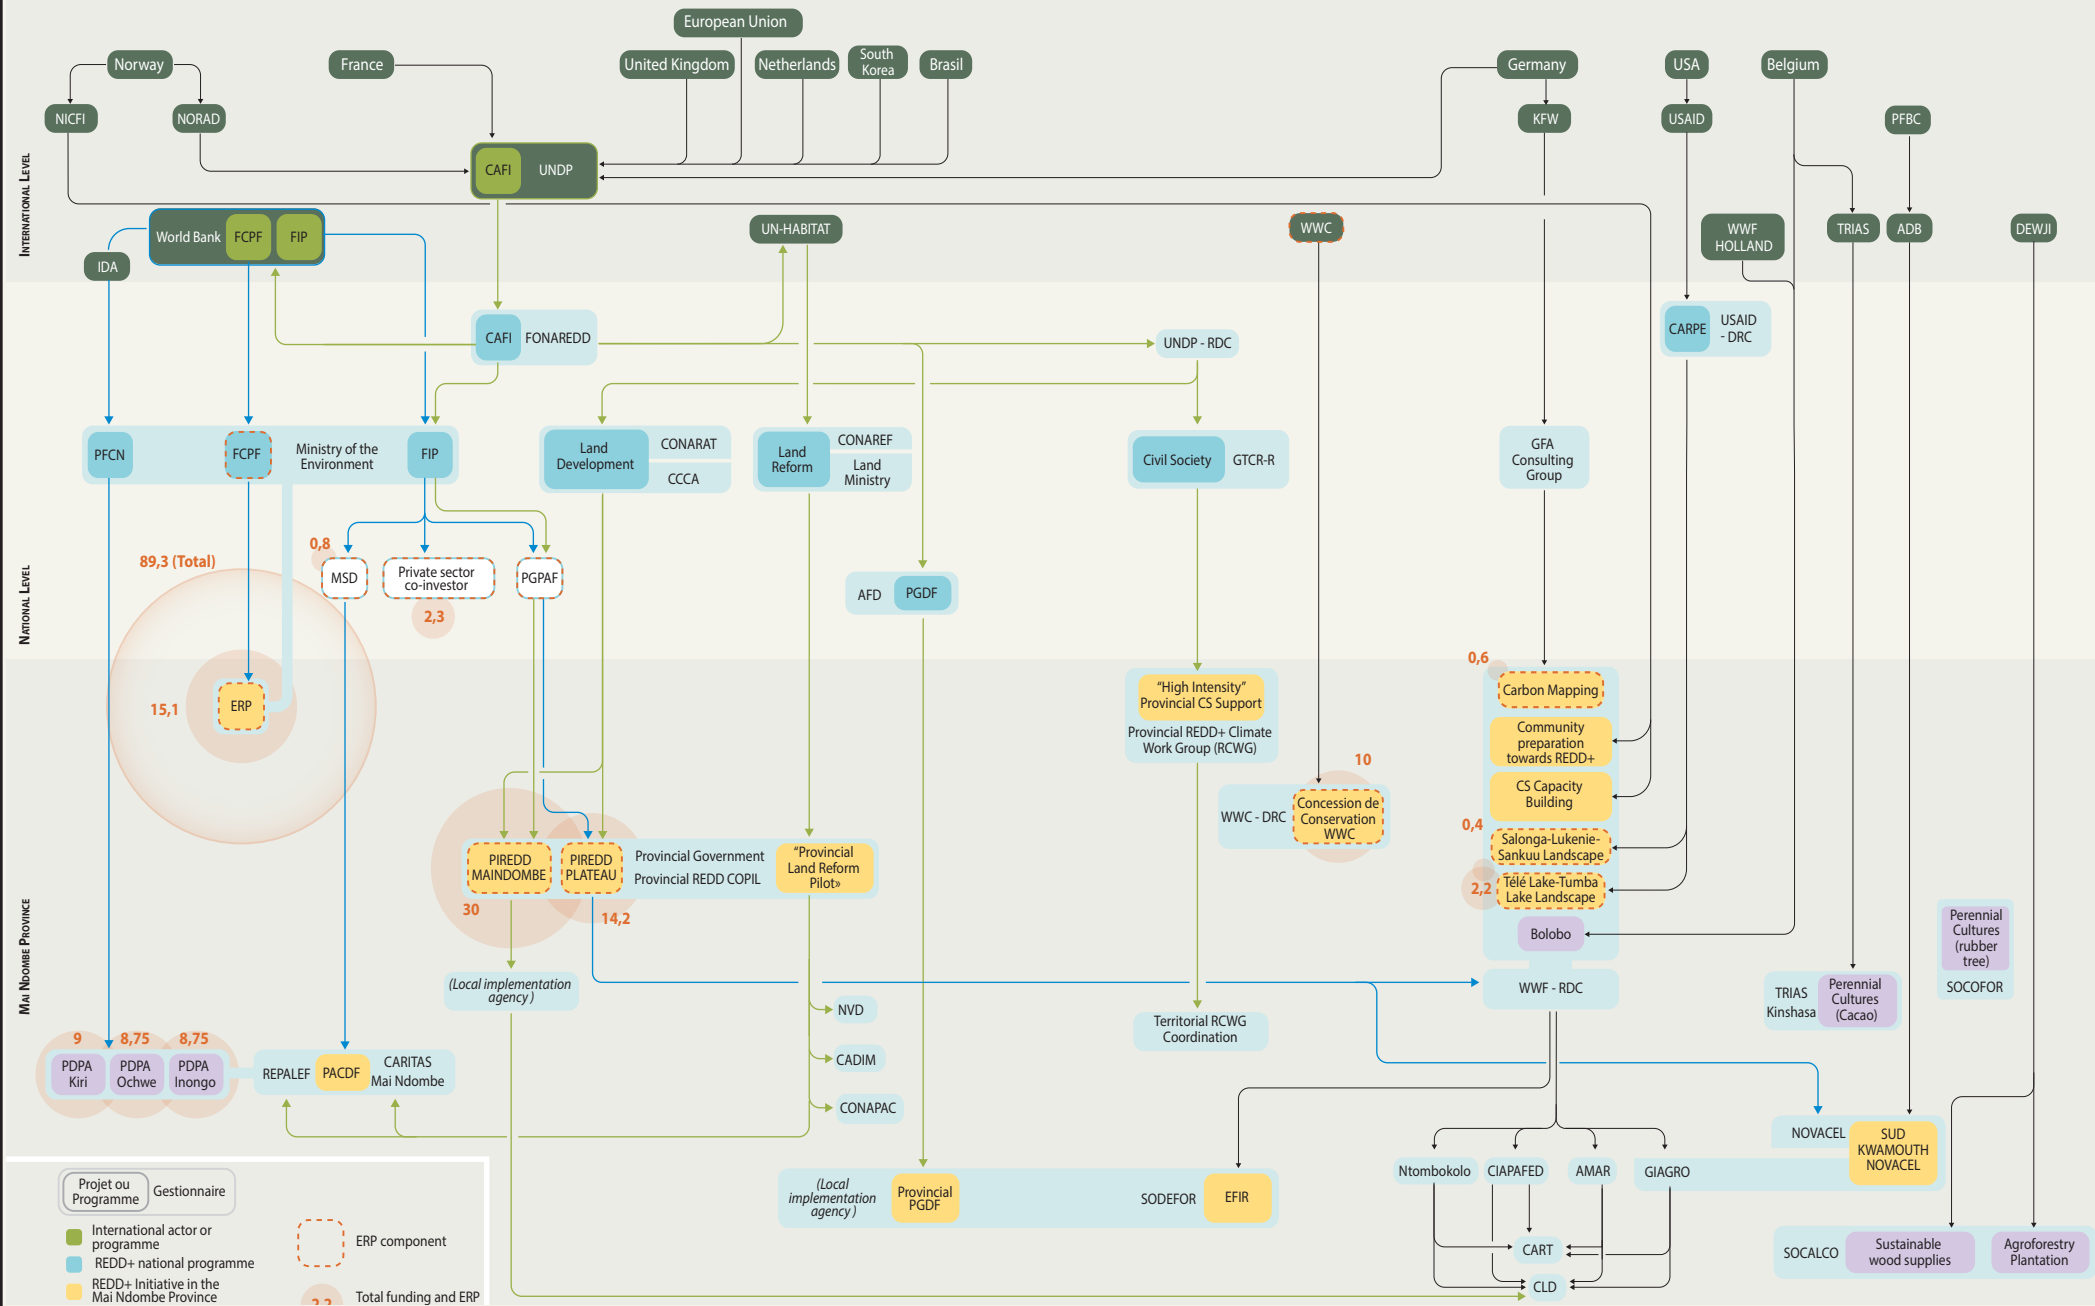 European Union
Norway
France
United Kingdom
Netherlands
South
Korea
Brasil
Germany
USA
Belgium
NICFI
NORAD
KFW
USAID
PFBC
CAFI
UNDP
INTERNATIONAL LEVEL
World Bank
FCPF
FIP
UN-HABITAT
WWC
WWF
HOLLAND
TRIAS
ADB
DEWJI
IDA
CAFI
FONAREDD
UNDP - RDC
CARPE
USAID
- DRC
PFCN
FCPF
Ministry of the
Environment
FIP
Land
Development
CONARAT
CCCA
Land
Reform
CONAREF
Land
Ministry
Civil Society
GTCR-R
GFA
Consulting
Group
NATIONAL LEVEL
89,3 (Total)
0,8
MSD
Private sector
co-investor
2,3
PGPAF
AFD
PGDF
15,1
ERP
"High Intensity"
Provincial CS Support
Provincial REDD+ Climate
Work Group (RCWG)
0,6
Carbon Mapping
Community
preparation
towards REDD+
CS Capacity
Building
10
WWC - DRC
Concession de
Conservation
WWC
0,4
Salonga-Lukenie-
Sankuu Landscape
2,2
Télé Lake-Tumba
Lake Landscape
Bolobo
WWF - RDC
MAI NDOMBE PROVINCE
PIREDD
MAINDOMBE
PIREDD
PLATEAU
Provincial Government
Provincial REDD COPIL
“Provincial
Land Reform
Pilot»
30
14,2
(Local implementation
agency )
NVD
CADIM
CONAPAC
Territorial RCWG
Coordination
Perennial
Cultures
(rubber
tree)
SOCOFOR
TRIAS
Kinshasa
Perennial
Cultures
(Cacao)
9
8,75
8,75
PDPA
Kiri
PDPA
Ochwe
PDPA
Inongo
REPALEF
PACDF
CARITAS
Mai Ndombe
NOVACEL
SUD
KWAMOUTH
NOVACEL
Ntombokolo
CIAPAFED
AMAR
GIAGRO
(Local
implementation
agency )
Provincial
PGDF
SODEFOR
EFIR
CART
CLD
SOCALCO
Sustainable
wood supplies
Agroforestry
Plantation
Projet ou
Programme
Gestionnaire
International actor or
programme
REDD+ national programme
REDD+ Initiative in the
Mai Ndombe Province
ERP component
2,2
Total funding and ERP